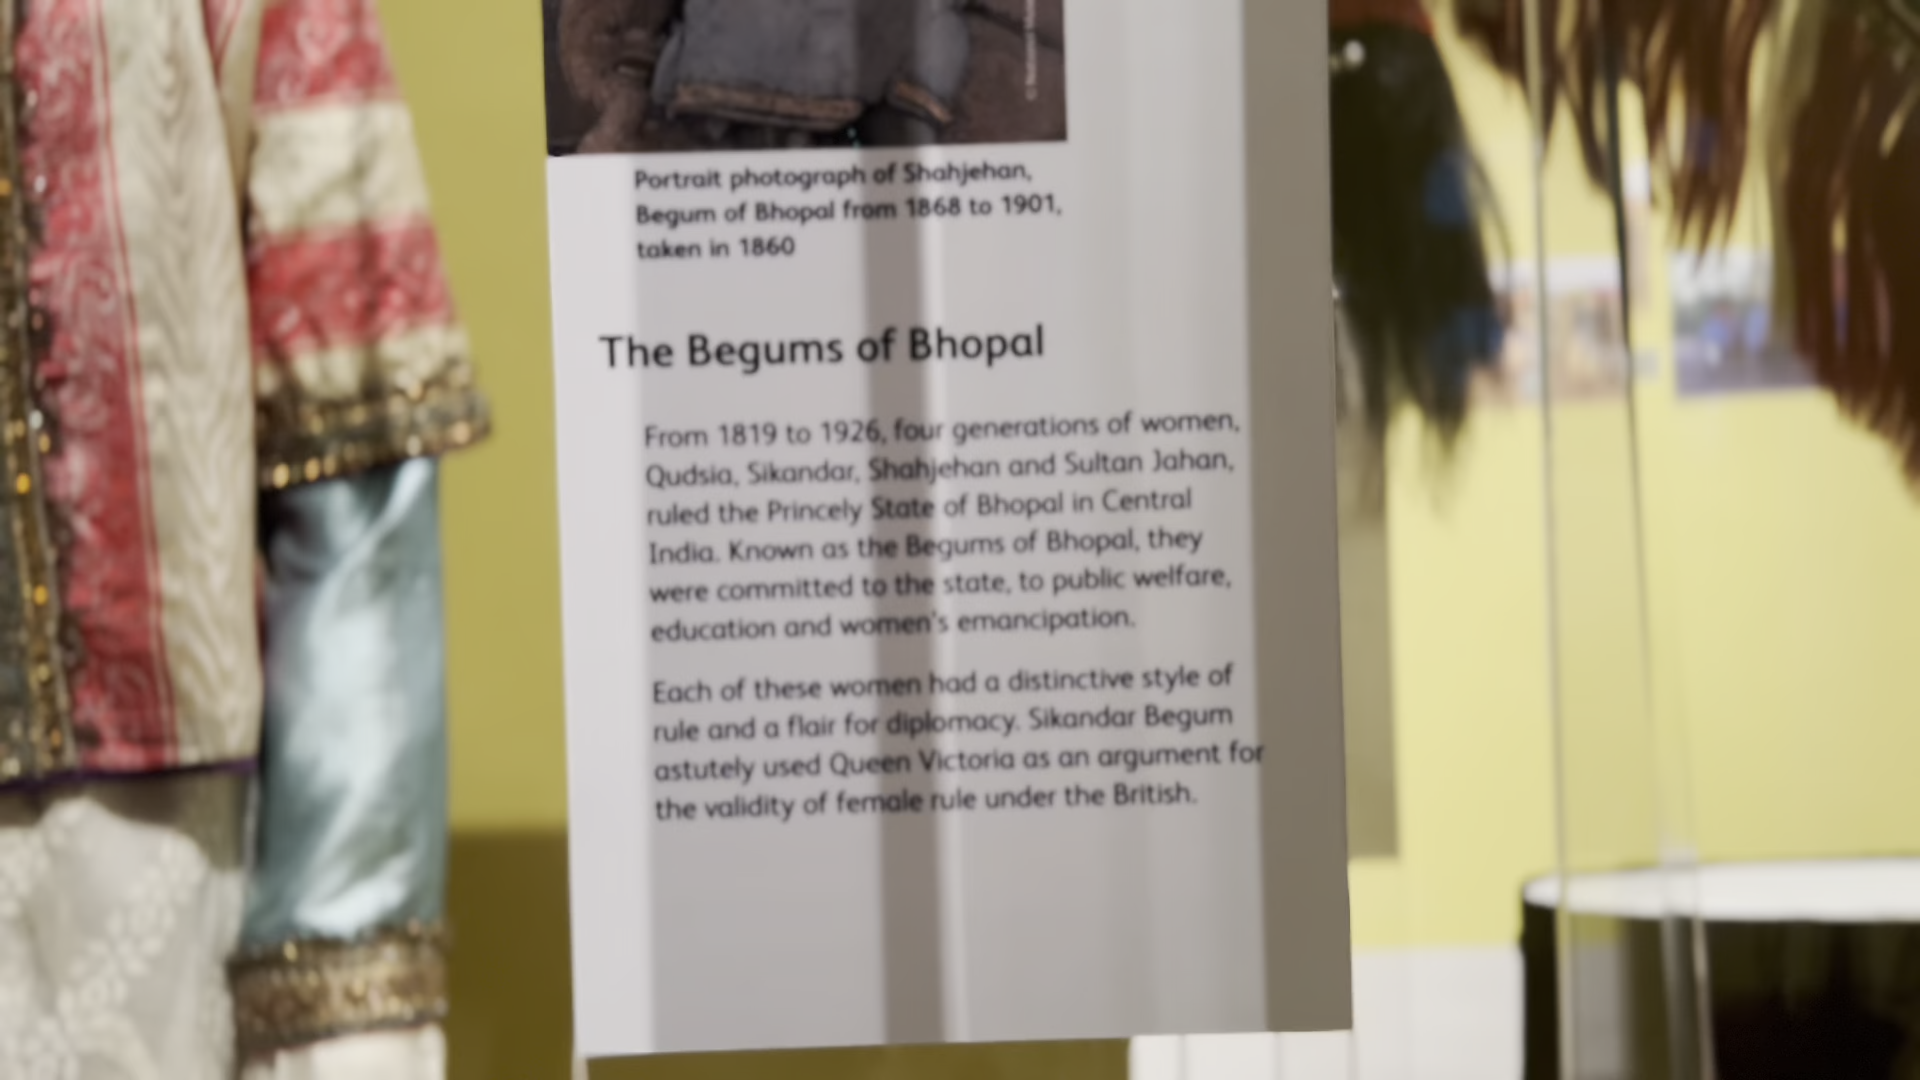 Portrait photograph of Shahjehan,
Begum of Bhopal from 1868 to 1901,
taken in 1860
The Begums of Bhopal
From 1819 to 1926, four generations of women,
Qudsia, Sikandar, Shahjehan and Sultan Jahan,
ruled the Princely State of Bhopal in Central
India. Known as the Begums of Bhopal, they
were committed to the state, to public welfare,
education and women's emancipation.
Each of these women had a distinctive style of
rule and a flair for diplomacy. Sikandar Begum
astutely used Queen Victoria as an argument for
the validity of female rule under the British.